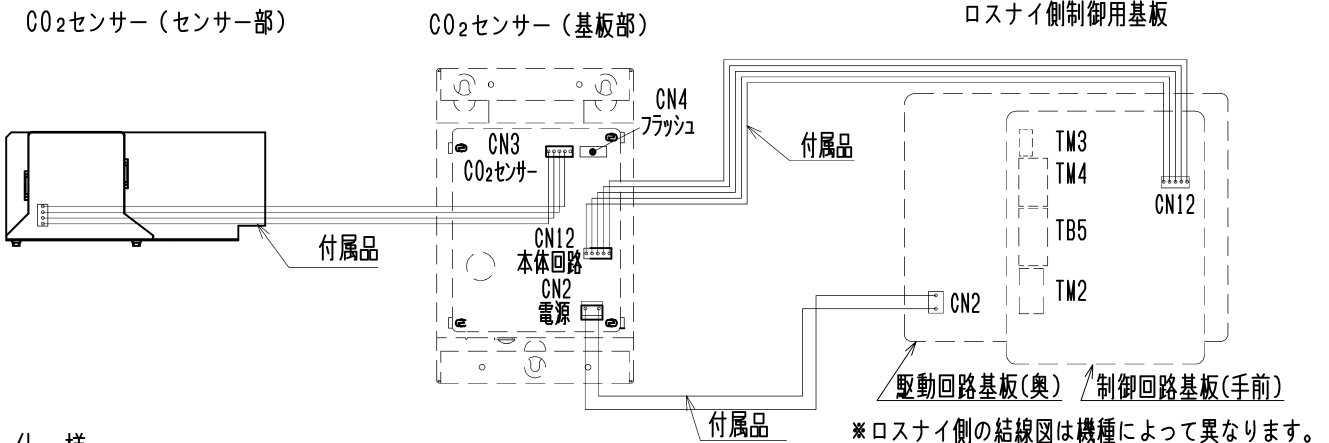 CO₂センサー（センサー部）
CO₂センサー（基板部）
ロスナイ側制御用基板
CN4
フラッシュ
CN3
CO₂センサー
付属品
TM3
TM4
CN12
TB5
付属品
CN12
本体回路
CN2
電源
TM2
CN2
駆動回路基板(奥)
制御回路基板(手前)
付属品
※ロスナイ側の結線図は機種によって異なります。
仕 様